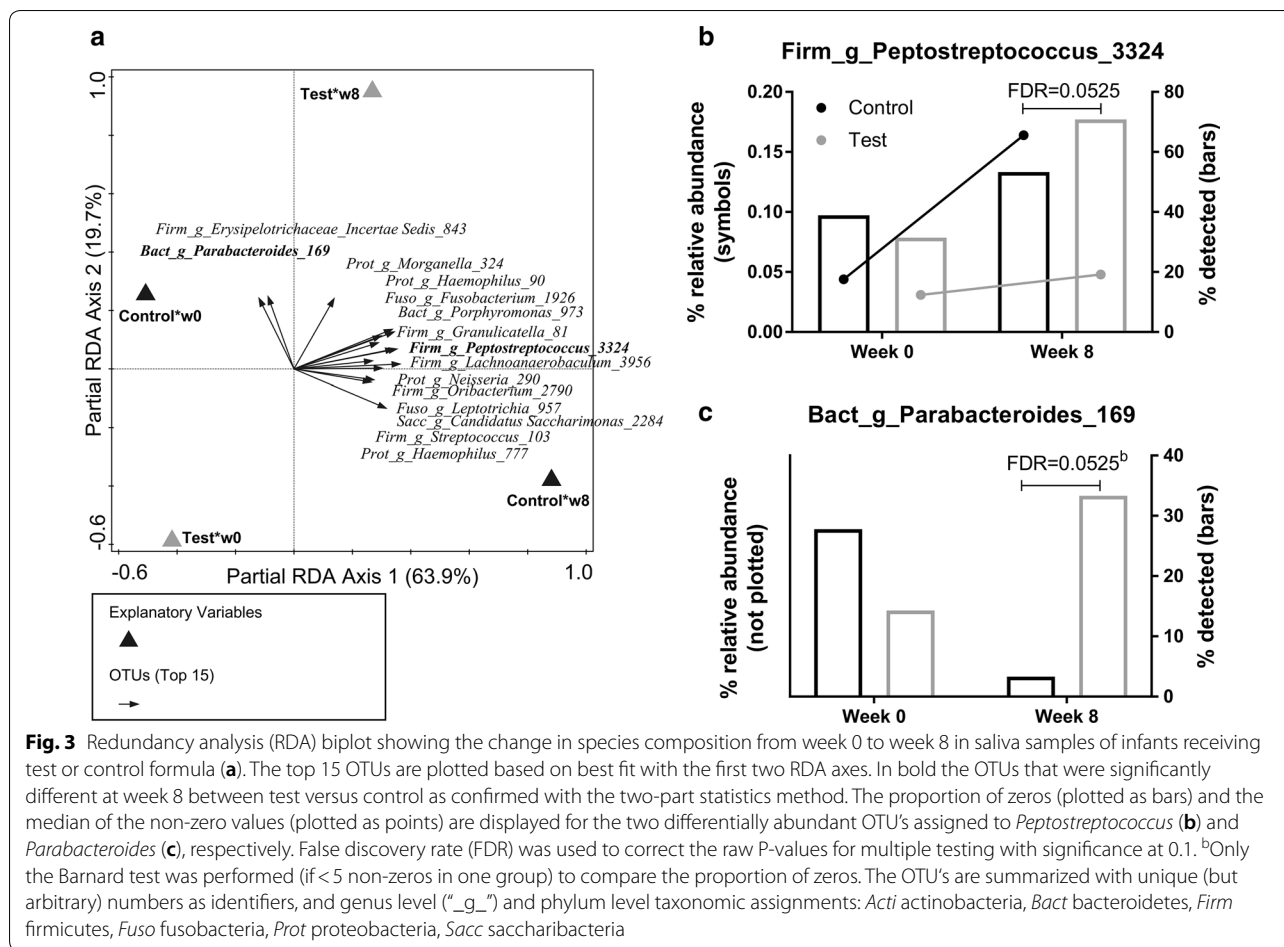 a
1.0
Partial RDA Axis 2 (19.7%)
-0.6
Test*w8
Firm_g_Erysipelotrichaceae_Incertae Sedis_843
Bact_g_Parabacteroides_169
Prot_g_Morganella_324
Prot_g_Haemophilus_90
Control*w0
Fuso_g_Fusobacterium_1926
Bact_g_Porphyromonas_973
Firm_g_Granulicatella_81
Firm_g_Peptostreptococcus_3324
Firm_g_Lachnoanaerobaculum_3956
Prot_g_Neisseria_290
Firm_g_Oribacterium_2790
Fuso_g_Leptotrichia_957
Sacc_g_Candidatus Saccharimonas_2284
Firm_g_Streptococcus_103
Prot_g_Haemophilus_777
Control*w8
Test*w0
-0.6
Partial RDA Axis 1 (63.9%)
1.0
Explanatory Variables
OTUs (Top 15)
b
Firm_g_Peptostreptococcus_3324
FDR=0.0525
Control
Test
% relative abundance
(symbols)
0.20
0.15
0.10
0.05
0.00
80
60
40
20
0
% detected (bars)
Week 0
Week 8
c
Bact_g_Parabacteroides_169
FDR=0.0525b
% relative abundance
(not plotted)
40
30
20
10
0
% detected (bars)
Week 0
Week 8
Fig. 3 Redundancy analysis (RDA) biplot showing the change in species composition from week 0 to week 8 in saliva samples of infants receiving
test or control formula (a). The top 15 OTUs are plotted based on best fit with the first two RDA axes. In bold the OTUs that were significantly
different at week 8 between test versus control as confirmed with the two-part statistics method. The proportion of zeros (plotted as bars) and the
median of the non-zero values (plotted as points) are displayed for the two differentially abundant OTU's assigned to Peptostreptococcus (b) and
Parabacteroides (c), respectively. False discovery rate (FDR) was used to correct the raw P-values for multiple testing with significance at 0.1. bOnly
the Barnard test was performed (if < 5 non-zeros in one group) to compare the proportion of zeros. The OTU's are summarized with unique (but
arbitrary) numbers as identifiers, and genus level ("_g_") and phylum level taxonomic assignments: Acti actinobacteria, Bact bacteroidetes, Firm
firmicutes, Fuso fusobacteria, Prot proteobacteria, Sacc saccharibacteria